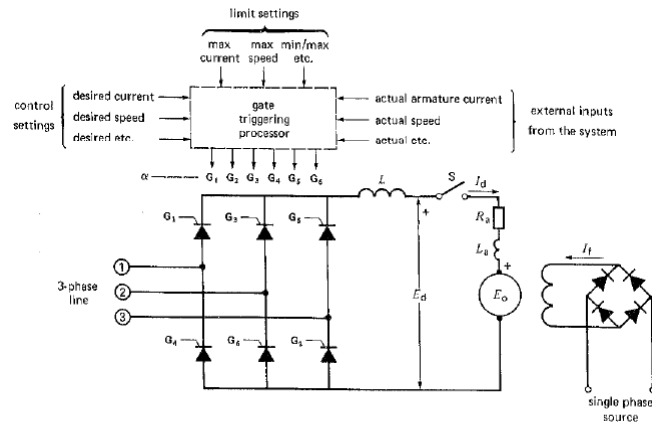 limit settings
max current
max speed
min/max etc.
control settings
desired current
desired speed
desired etc.
gate triggering processor
actual armature current
actual speed
actual etc.
external inputs from the system
α
G1 G2 G3 G4 G5 G6
L
S
Id
G1
G3
G5
+
Ra
La
+
If
3-phase line
1
2
3
Ed
Eo
G4
G6
G5
single phase source